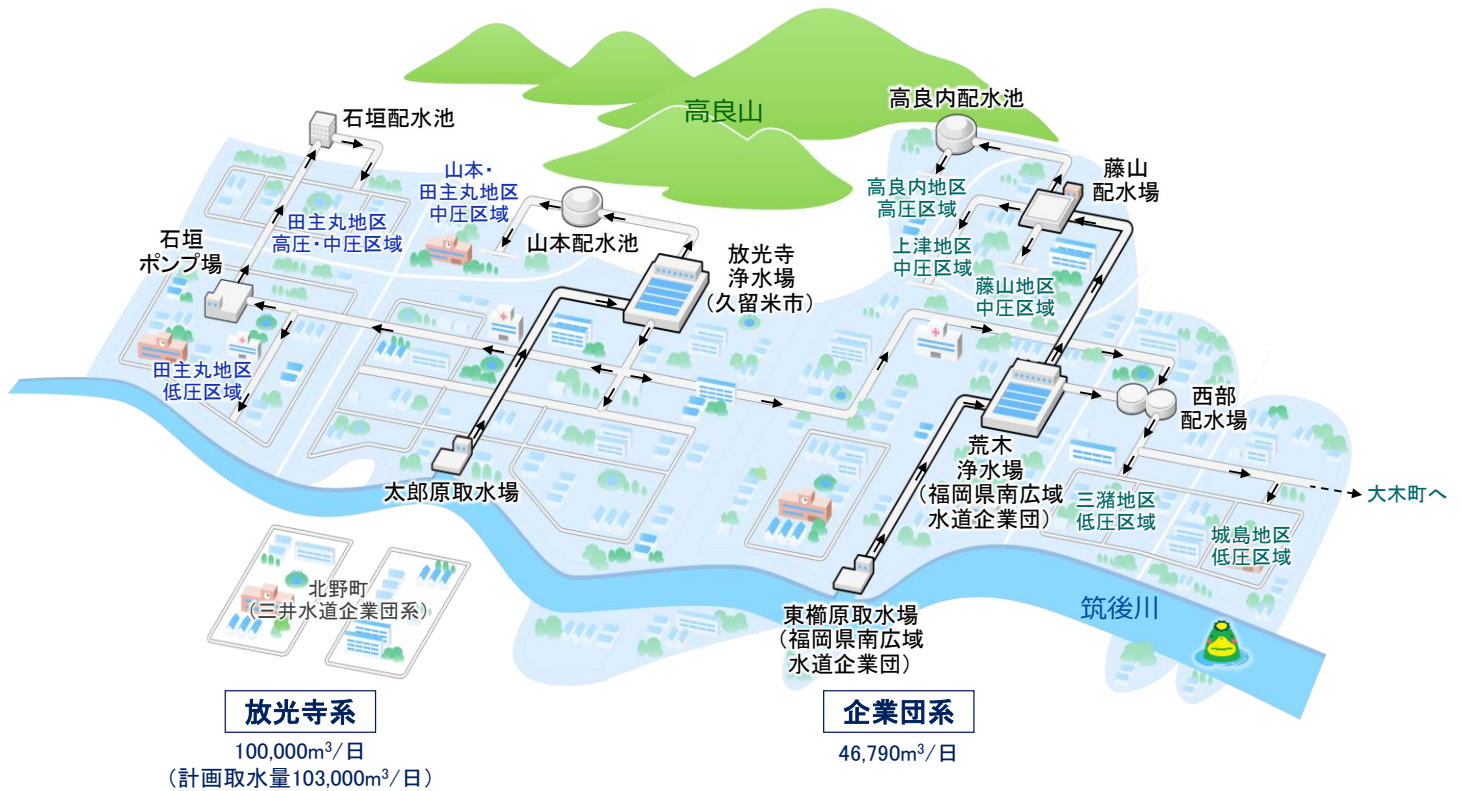 高良山
石垣配水池
高良内配水池
山本・
田主丸地区
中圧区域
藤山
配水場
高良内地区
高圧区域
田主丸地区
高圧・中圧区域
石垣
ポンプ場
山本配水池
放光寺
浄水場
（久留米市）
上津地区
中圧区域
藤山地区
中圧区域
田主丸地区
低圧区域
西部
配水場
荒木
浄水場
（福岡県南広域
水道企業団）
太郎原取水場
三潴地区
低圧区域
大木町へ
城島地区
低圧区域
北野町
（三井水道企業団系）
東櫛原取水場
（福岡県南広域
水道企業団）
筑後川
放光寺系
100,000m³/日
（計画取水量103,000m³/日）
企業団系
46,790m³/日